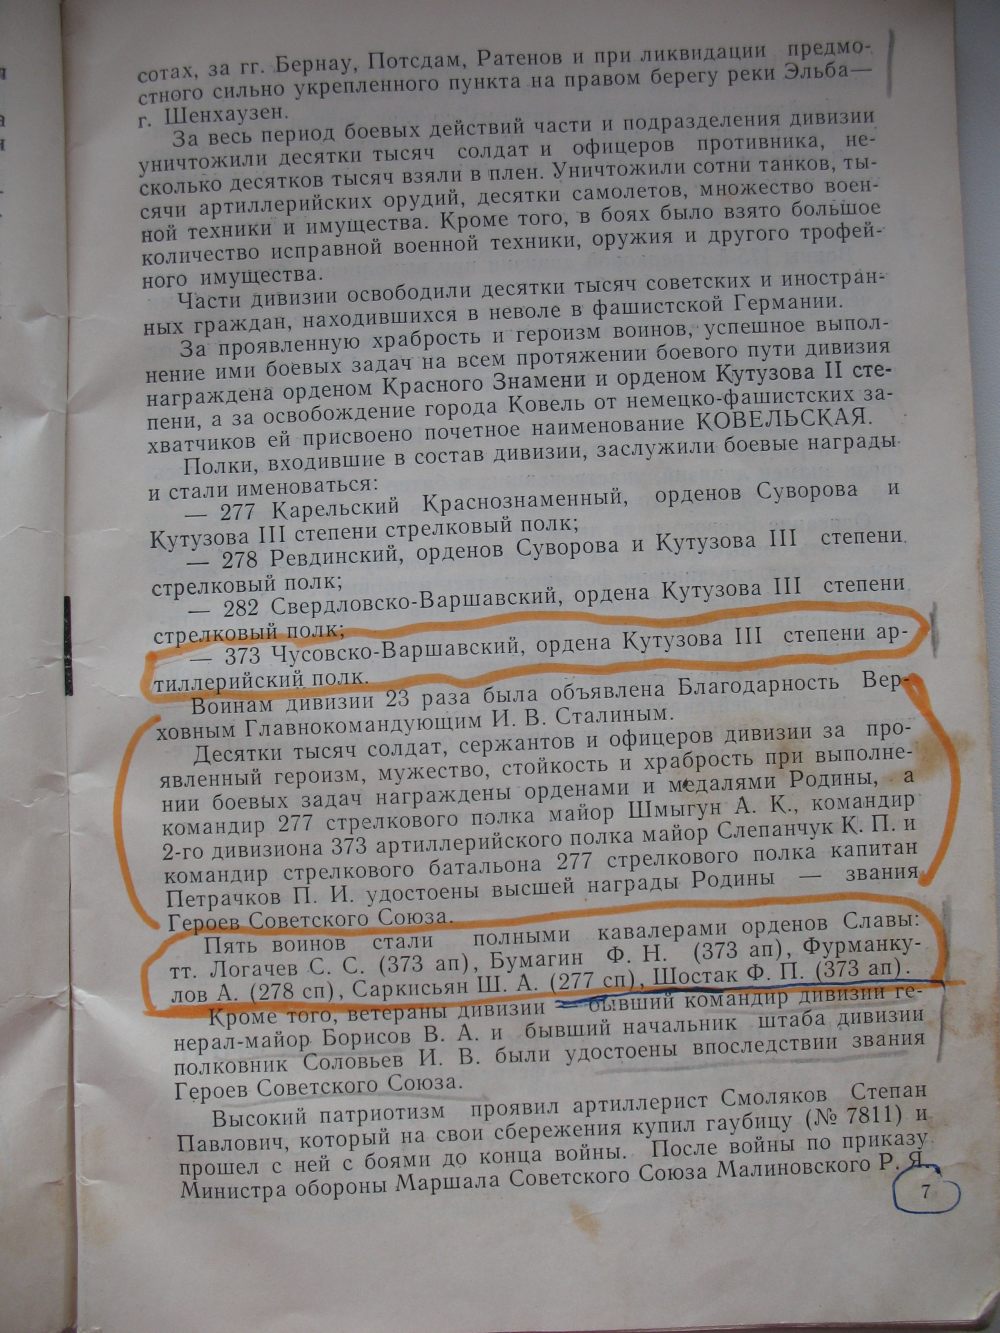 сотах, за гг. Бернау, Потсдам, Ратенов и при ликвидации предмо-
стного сильно укрепленного пункта на правом берегу реки Эльба—
г. Шенхаузен.
За весь период боевых действий части и подразделения дивизии
уничтожили десятки тысяч солдат и офицеров противника, не-
сколько десятков тысяч взяли в плен. Уничтожили сотни танков, ты-
сячи артиллерийских орудий, десятки самолетов, множество воен-
ной техники и имущества. Кроме того, в боях было взято большое
количество исправной военной техники, оружия и другого трофей-
ного имущества.
Части дивизии освободили десятки тысяч советских и иностран-
ных граждан, находившихся в неволе в фашистской Германии.
За проявленную храбрость и героизм воинов, успешное выпол-
нение ими боевых задач на всем протяжении боевого пути дивизия
награждена орденом Красного Знамени и орденом Кутузова II сте-
пени, а за освобождение города Ковель от немецко-фашистских за-
хватчиков ей присвоено почетное наименование КОВЕЛЬСКАЯ.
Полки, входившие в состав дивизии, заслужили боевые награды
и стали именоваться:
— 277 Карельский Краснознаменный, орденов Суворова и
Кутузова III степени стрелковый полк;
— 278 Ревдинский, орденов Суворова и Кутузова III степени
стрелковый полк;
— 282 Свердловско-Варшавский, ордена Кутузова III степени
стрелковый полк;
— 373 Чусовско-Варшавский, ордена Кутузова III степени ар-
тиллерийский полк.
Воинам дивизии 23 раза была объявлена Благодарность Вер-
ховным Главнокомандующим И. В. Сталиным.
Десятки тысяч солдат, сержантов и офицеров дивизии за про-
явленный героизм, мужество, стойкость и храбрость при выполне-
нии боевых задач награждены орденами и медалями Родины, а
командир 277 стрелкового полка майор Шмыгун А. К., командир
2-го дивизиона 373 артиллерийского полка майор Слепанчук К. П. и
командир стрелкового батальона 277 стрелкового полка капитан
Петрачков П. И. удостоены высшей награды Родины — звания
Героев Советского Союза.
Пять воинов стали полными кавалерами орденов Славы:
тт. Логачев С. С. (373 ап), Бумагин Ф. Н. (373 ап), Фурманку-
лов А. (278 сп), Саркисьян Ш. А. (277 сп), Шостак Ф. П. (373 ап).
Кроме того, ветераны дивизии — бывший командир дивизии ге-
нерал-майор Борисов В. А. и бывший начальник штаба дивизии
полковник Соловьев И. В. были удостоены впоследствии звания
Героев Советского Союза.
Высокий патриотизм проявил артиллерист Смоляков Степан
Павлович, который на свои сбережения купил гаубицу (№ 7811) и
прошел с ней с боями до конца войны. После войны по приказу
Министра обороны Маршала Советского Союза Малиновского Р. Я.
7